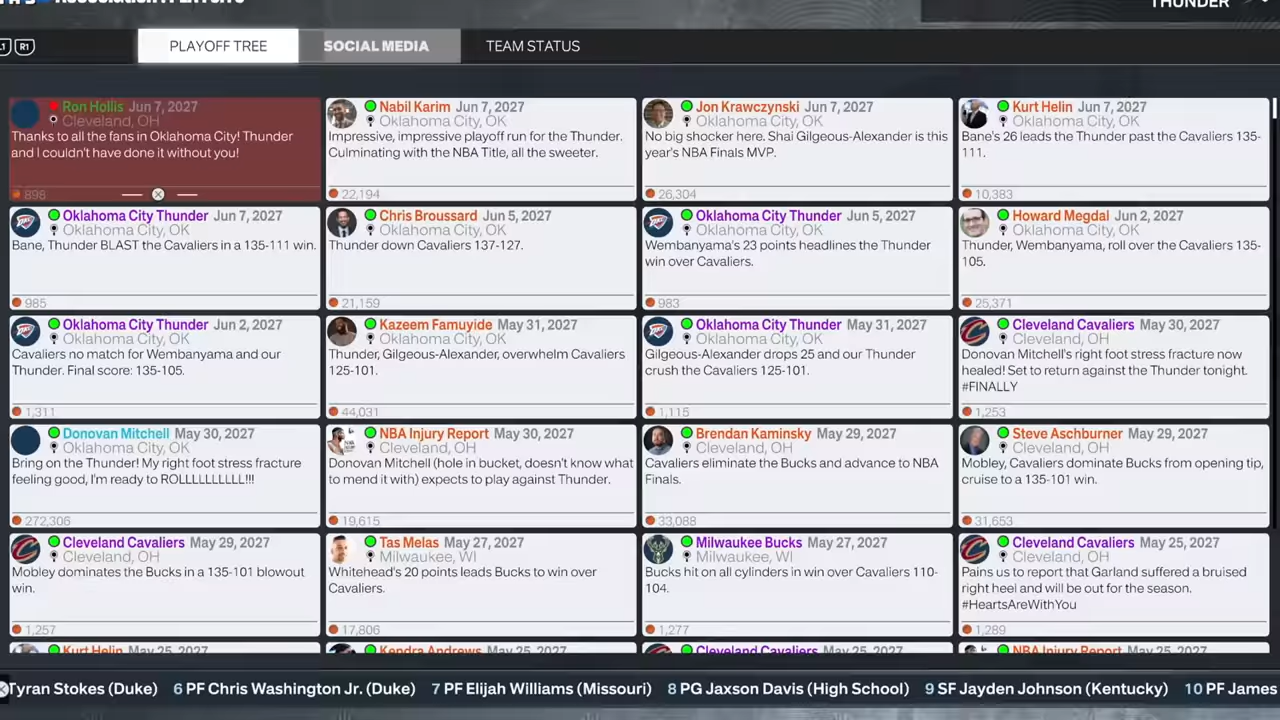 THUNDER
R1
PLAYOFF TREE
SOCIAL MEDIA
TEAM STATUS
Ron Hollis Jun 7, 2027
Cleveland, OH
Thanks to all the fans in Oklahoma City! Thunder
and I couldn't have done it without you!
898
Nabil Karim Jun 7, 2027
Oklahoma City, OK
Impressive, impressive playoff run for the Thunder.
Culminating with the NBA Title, all the sweeter.
22,194
Jon Krawczynski Jun 7, 2027
Oklahoma City, OK
No big shocker here. Shai Gilgeous-Alexander is this
year's NBA Finals MVP.
26,304
Kurt Helin Jun 7, 2027
Oklahoma City, OK
Bane's 26 leads the Thunder past the Cavaliers 135-
111.
10,383
Oklahoma City Thunder Jun 7, 2027
Oklahoma City, OK
Bane, Thunder BLAST the Cavaliers in a 135-111 win.
985
Chris Broussard Jun 5, 2027
Oklahoma City, OK
Thunder down Cavaliers 137-127.
21,159
Oklahoma City Thunder Jun 5, 2027
Oklahoma City, OK
Wembanyama's 23 points headlines the Thunder
win over Cavaliers.
983
Howard Megdal Jun 2, 2027
Oklahoma City, OK
Thunder, Wembanyama, roll over the Cavaliers 135-
105.
25,371
Oklahoma City Thunder Jun 2, 2027
Oklahoma City, OK
Cavaliers no match for Wembanyama and our
Thunder. Final score: 135-105.
1,311
Kazeem Famuyide May 31, 2027
Oklahoma City, OK
Thunder, Gilgeous-Alexander, overwhelm Cavaliers
125-101.
44,031
Oklahoma City Thunder May 31, 2027
Oklahoma City, OK
Gilgeous-Alexander drops 25 and our Thunder
crush the Cavaliers 125-101.
1,115
Cleveland Cavaliers May 30, 2027
Cleveland, OH
Donovan Mitchell's right foot stress fracture now
healed! Set to return against the Thunder tonight.
#FINALLY
1,253
Donovan Mitchell May 30, 2027
Oklahoma City, OK
Bring on the Thunder! My right foot stress fracture
feeling good, I'm ready to ROLLLLLLLLLL!!!
272,306
NBA Injury Report May 30, 2027
Cleveland, OH
Donovan Mitchell (hole in bucket, doesn't know what
to mend it with) expects to play against Thunder.
19,615
Brendan Kaminsky May 29, 2027
Cleveland, OH
Cavaliers eliminate the Bucks and advance to NBA
Finals.
33,088
Steve Aschburner May 29, 2027
Cleveland, OH
Mobley, Cavaliers dominate Bucks from opening tip,
cruise to a 135-101 win.
31,653
Cleveland Cavaliers May 29, 2027
Cleveland, OH
Mobley dominates the Bucks in a 135-101 blowout
win.
1,257
Tas Melas May 27, 2027
Milwaukee, WI
Whitehead's 20 points leads Bucks to win over
Cavaliers.
17,806
Milwaukee Bucks May 27, 2027
Milwaukee, WI
Bucks hit on all cylinders in win over Cavaliers 110-
104.
1,277
Cleveland Cavaliers May 25, 2027
Cleveland, OH
Pains us to report that Garland suffered a bruised
right heel and will be out for the season.
#HeartsAreWithYou
1,289
Kurt Helin May 25, 2027
Kendra Andrews May 25, 2027
Cleveland Cavaliers May 25, 2027
NBA Injury Report May 25, 2027
Tyran Stokes (Duke) 6 PF Chris Washington Jr. (Duke) 7 PF Elijah Williams (Missouri) 8 PG Jaxson Davis (High School) 9 SF Jayden Johnson (Kentucky) 10 PF James